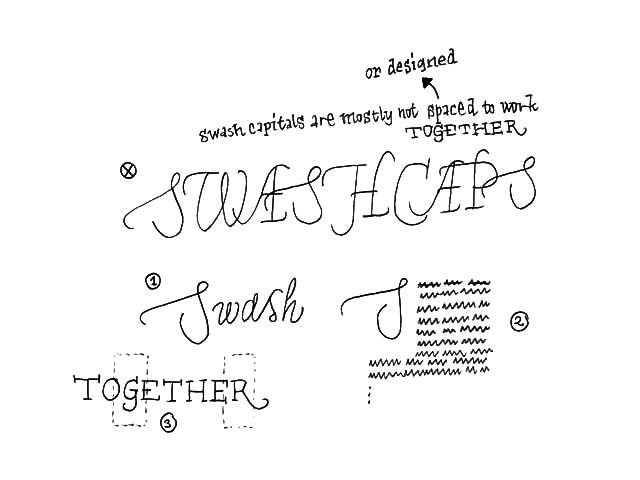 or designed
swash capitals are mostly not spaced to work
TOGETHER
X SWASHCAPS
1 Swash
S 2
TOGETHER
3